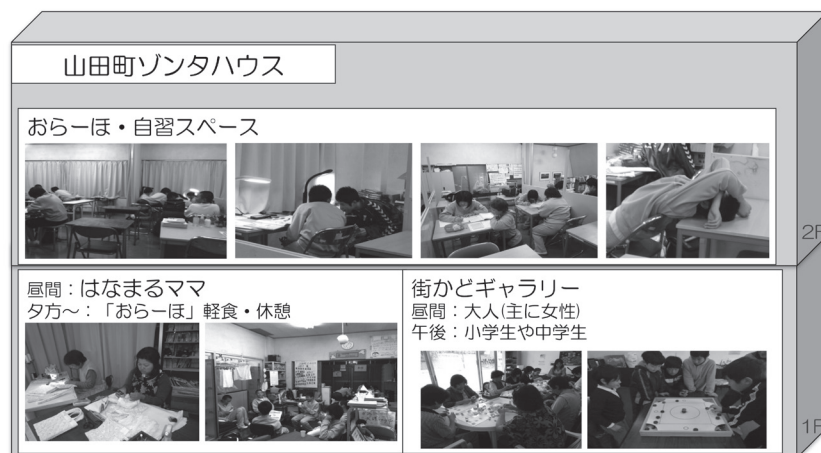 山田町ゾンタハウス
おらーほ・自習スペース
2F
昼間：はなまるママ
夕方～：「おらーほ」軽食・休憩
街かどギャラリー
昼間：大人(主に女性)
午後：小学生や中学生
1F